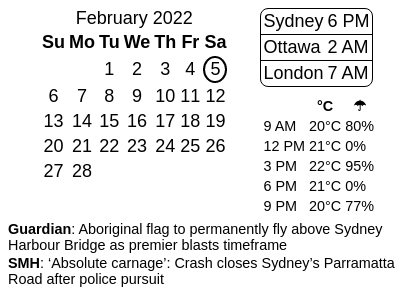 February 2022
Su Mo Tu We Th Fr Sa
1 2 3 4 5
6 7 8 9 10 11 12
13 14 15 16 17 18 19
20 21 22 23 24 25 26
27 28
Sydney 6 PM
Ottawa 2 AM
London 7 AM
°C ☂
9 AM 20°C 80%
12 PM 21°C 0%
3 PM 22°C 95%
6 PM 21°C 0%
9 PM 20°C 77%
Guardian: Aboriginal flag to permanently fly above Sydney
Harbour Bridge as premier blasts timeframe
SMH: ‘Absolute carnage’: Crash closes Sydney’s Parramatta
Road after police pursuit